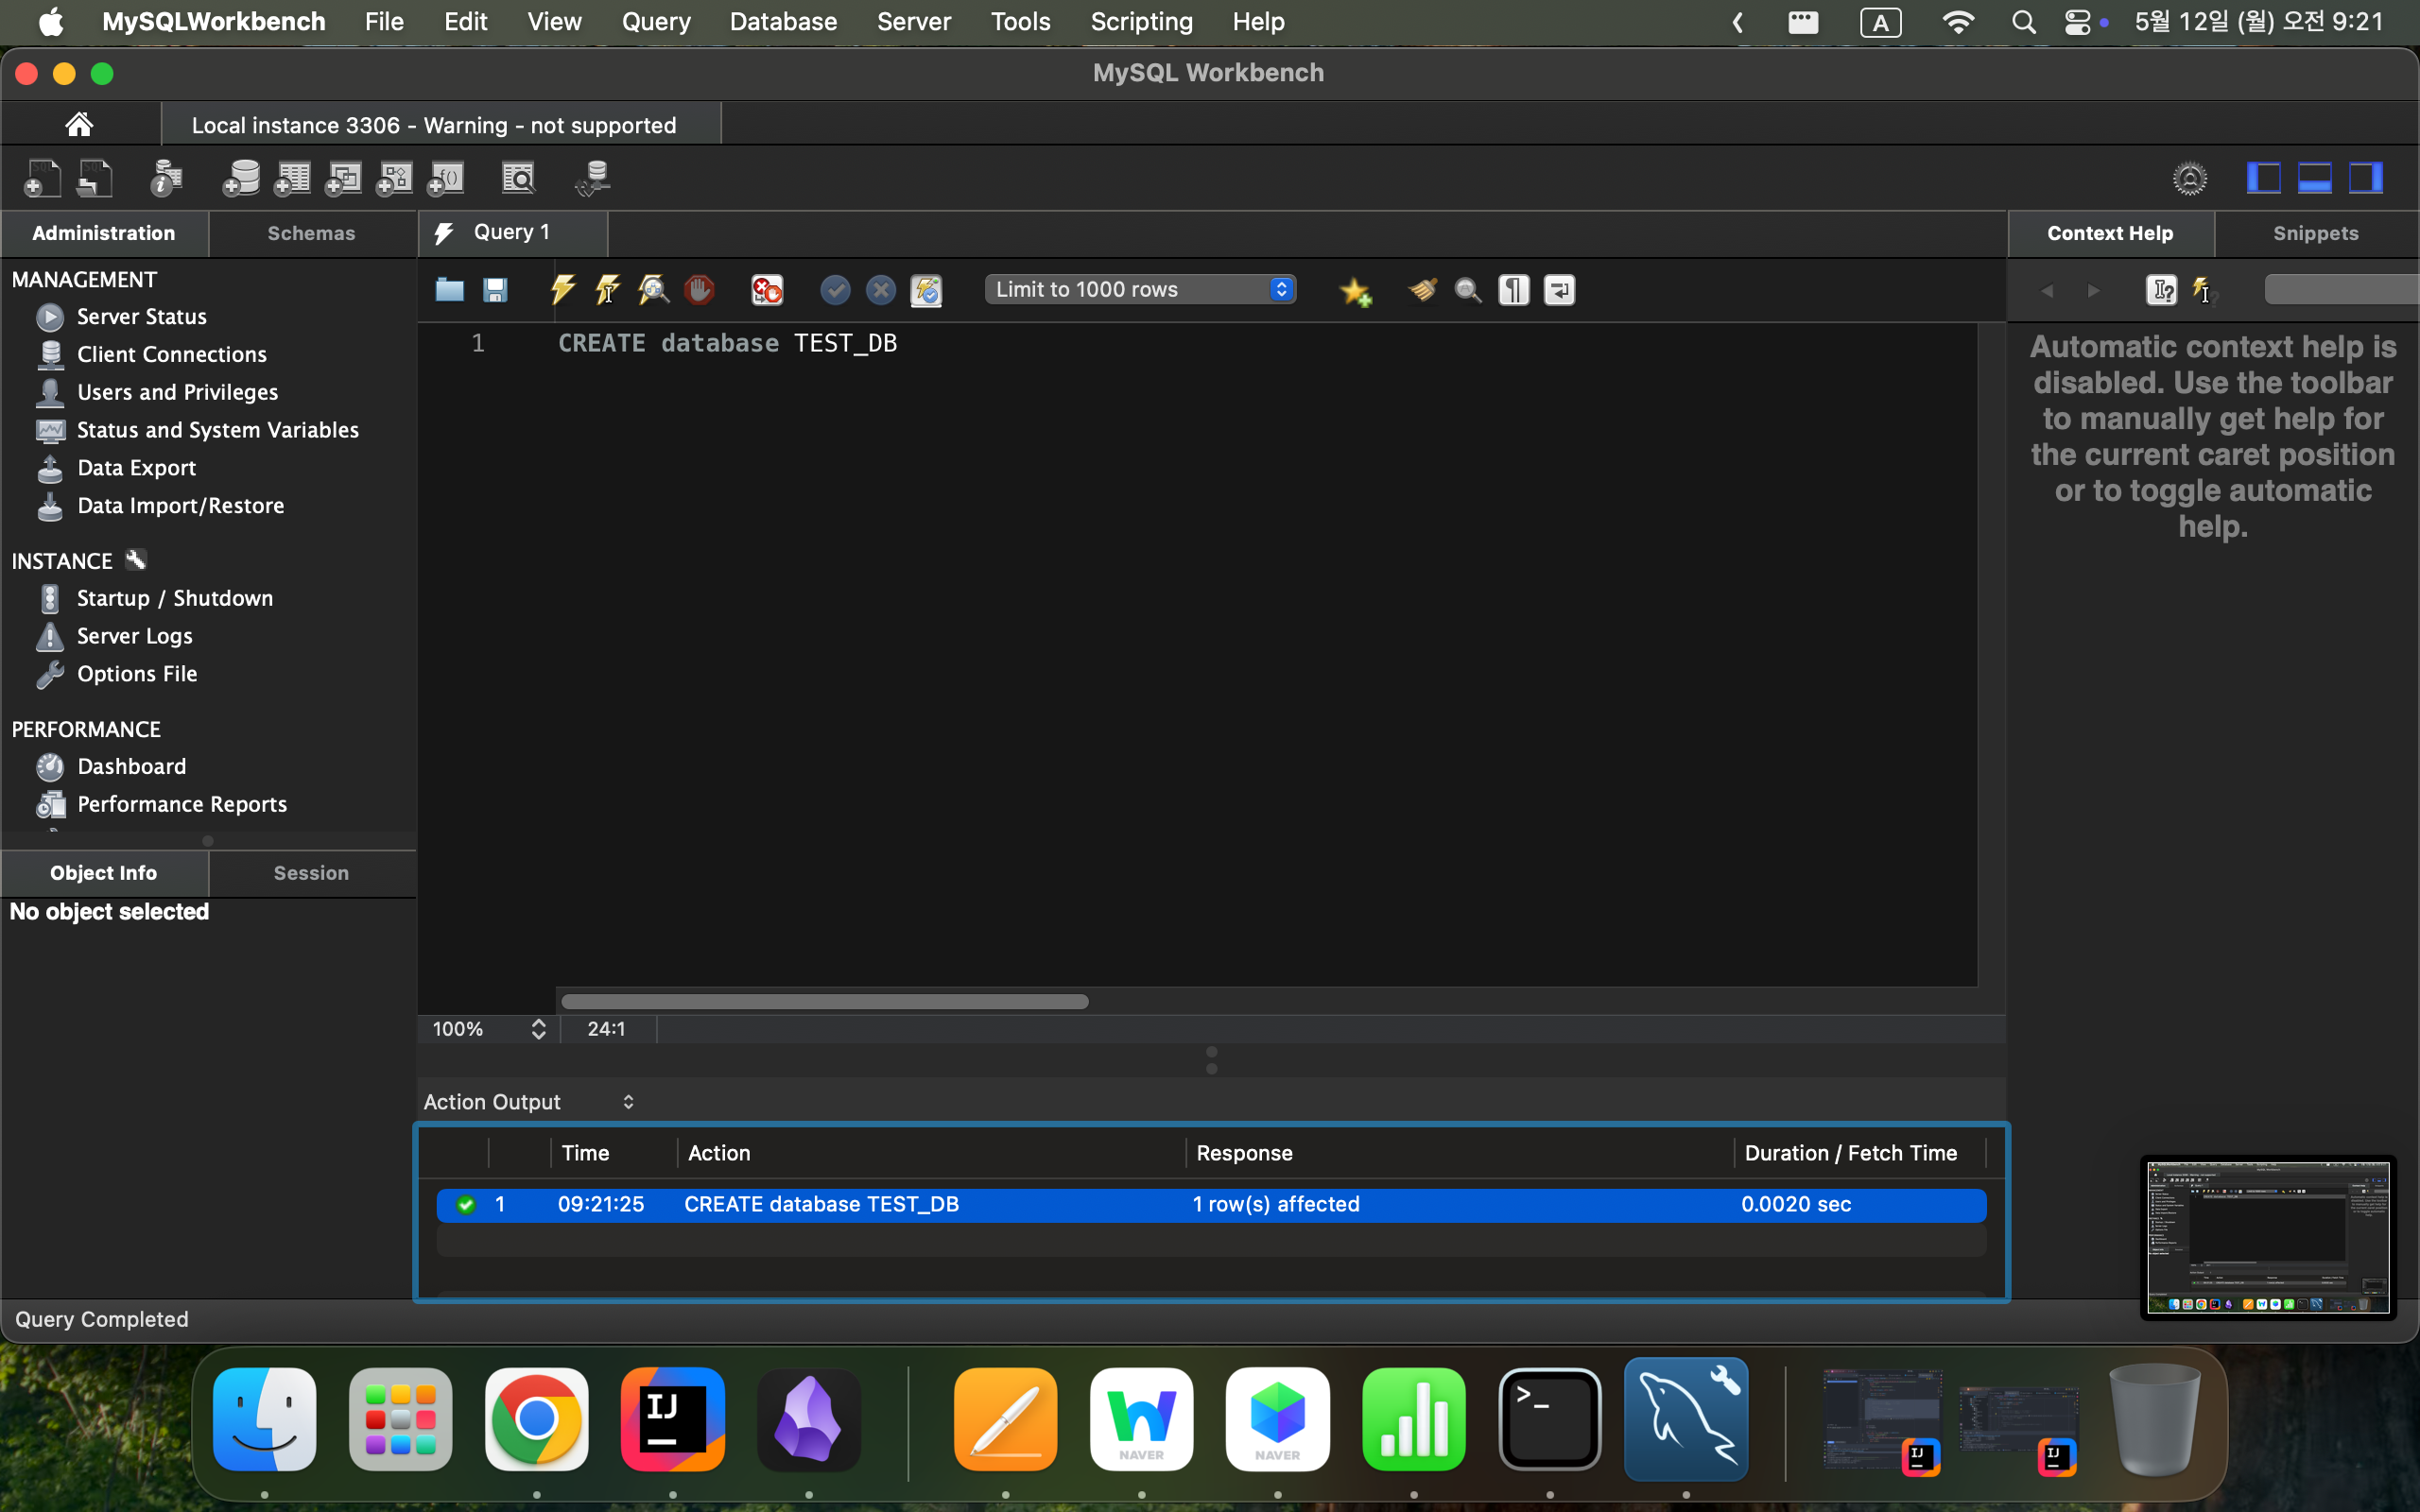 MySQLWorkbench File Edit View Query Database Server Tools Scripting Help A 5월 12일 (월) 오전 9:21
MySQL Workbench
Local instance 3306 - Warning - not supported
Administration Schemas
MANAGEMENT
Server Status
Client Connections
Users and Privileges
Status and System Variables
Data Export
Data Import/Restore
INSTANCE
Startup / Shutdown
Server Logs
Options File
PERFORMANCE
Dashboard
Performance Reports
Object Info Session
No object selected
Query 1
Limit to 1000 rows
1 CREATE database TEST_DB
100% 24:1
Action Output
Time Action Response Duration / Fetch Time
1 09:21:25 CREATE database TEST_DB 1 row(s) affected 0.0020 sec
Context Help Snippets
Automatic context help is
disabled. Use the toolbar
to manually get help for
the current caret position
or to toggle automatic
help.
Query Completed
IJ
NAVER
NAVER
>_
IJ
IJ